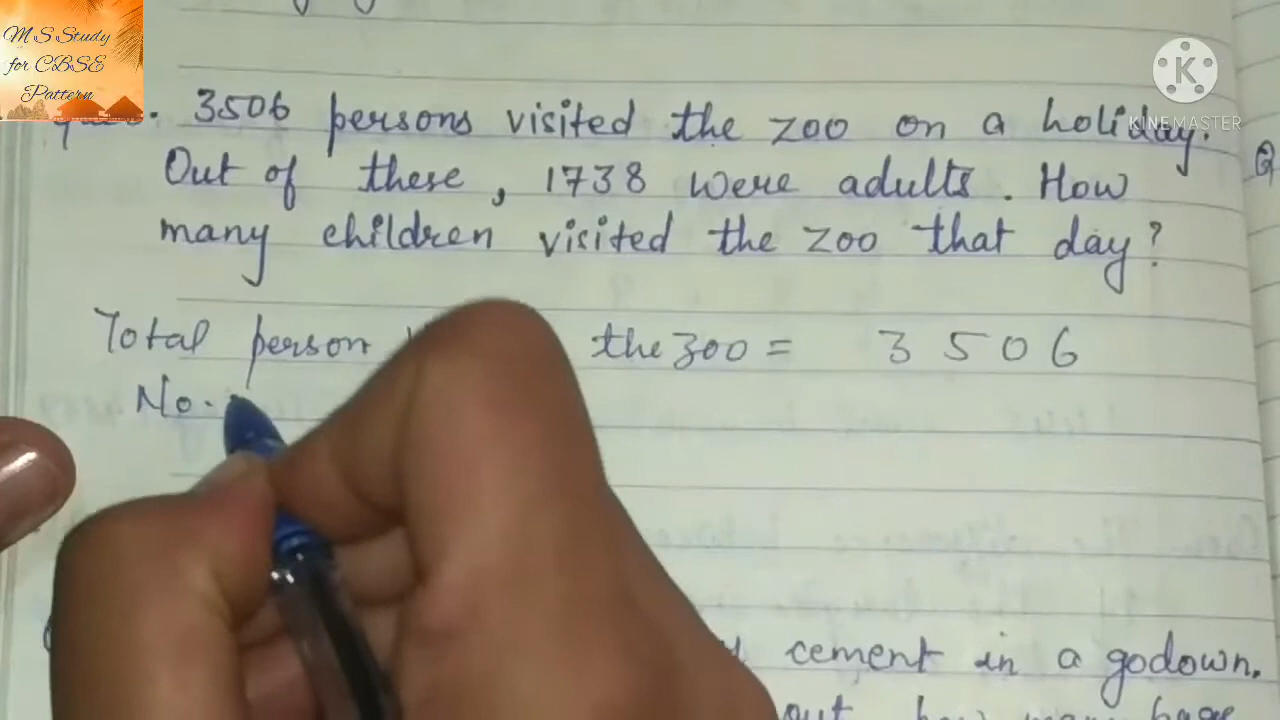 M S Study
for CBSE
Pattern
KINEMASTER
3506 persons visited the zoo on a holiday.
Out of these, 1738 were adults. How
many children visited the zoo that day?
Total person the zoo = 3506
No.
cement in a godown.